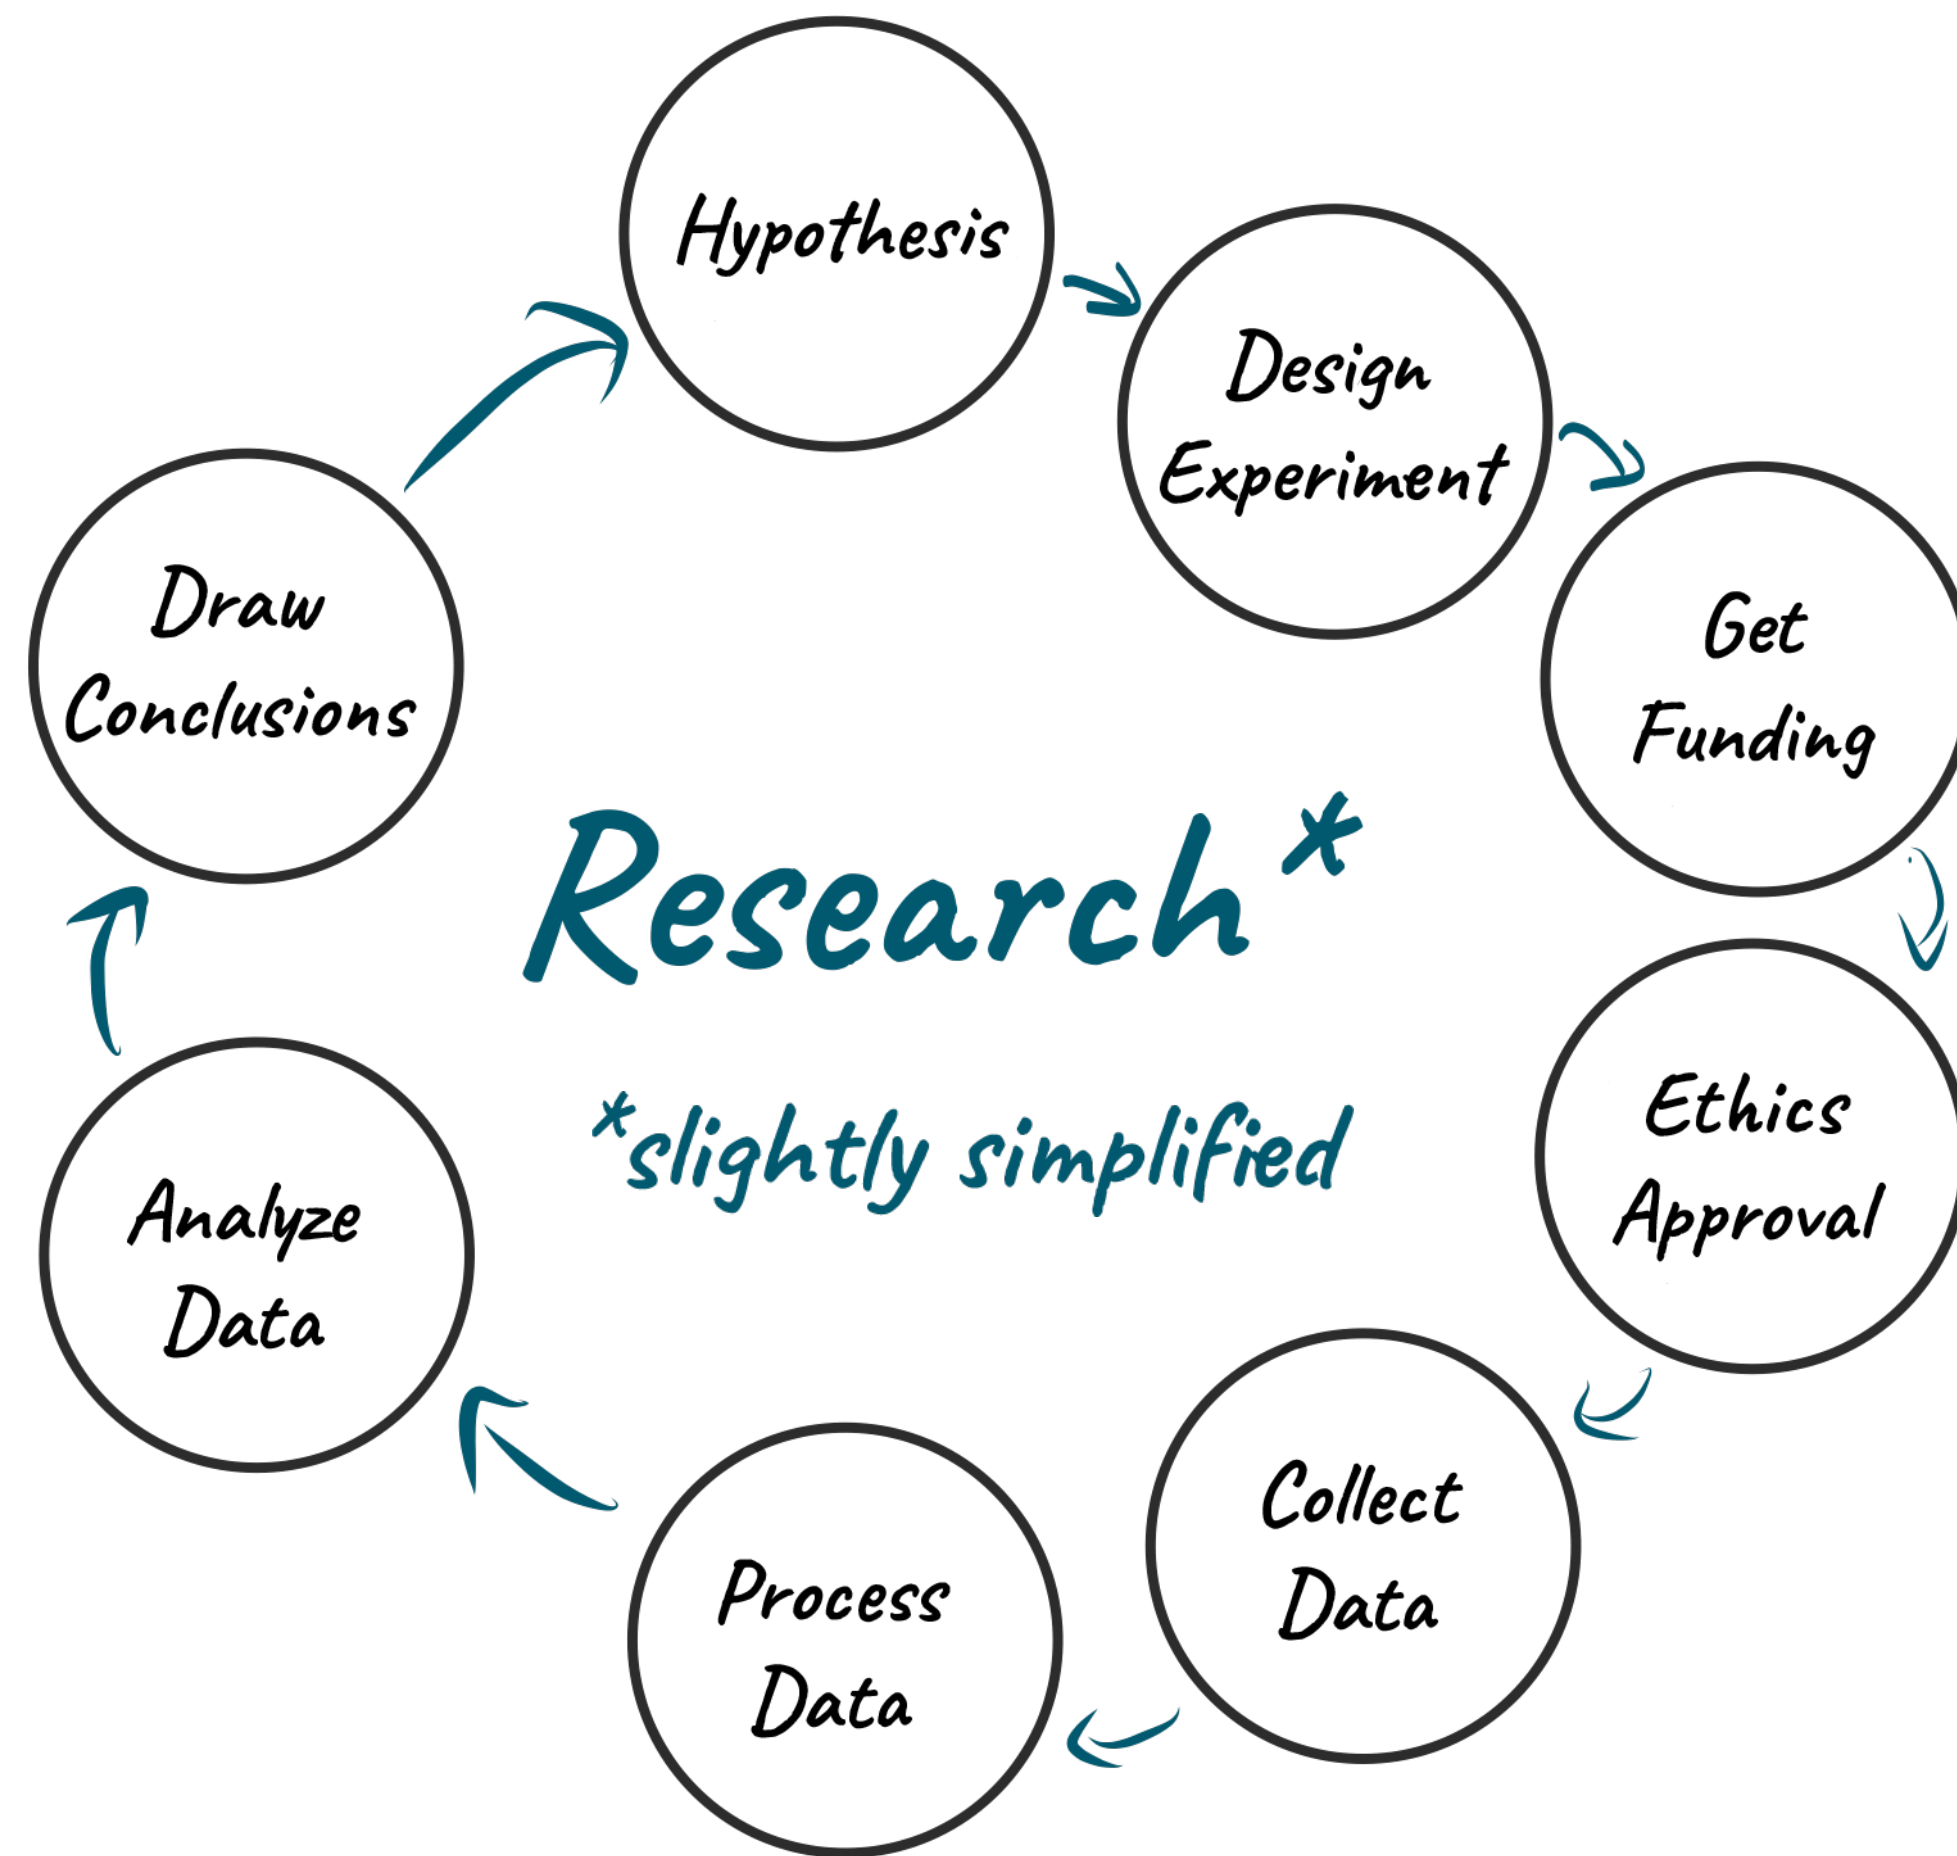 Hypothesis
Design
Experiment
Get
Funding
Ethics
Approval
Collect
Data
Process
Data
Analyze
Data
Draw
Conclusions
Research*
*slightly simplified